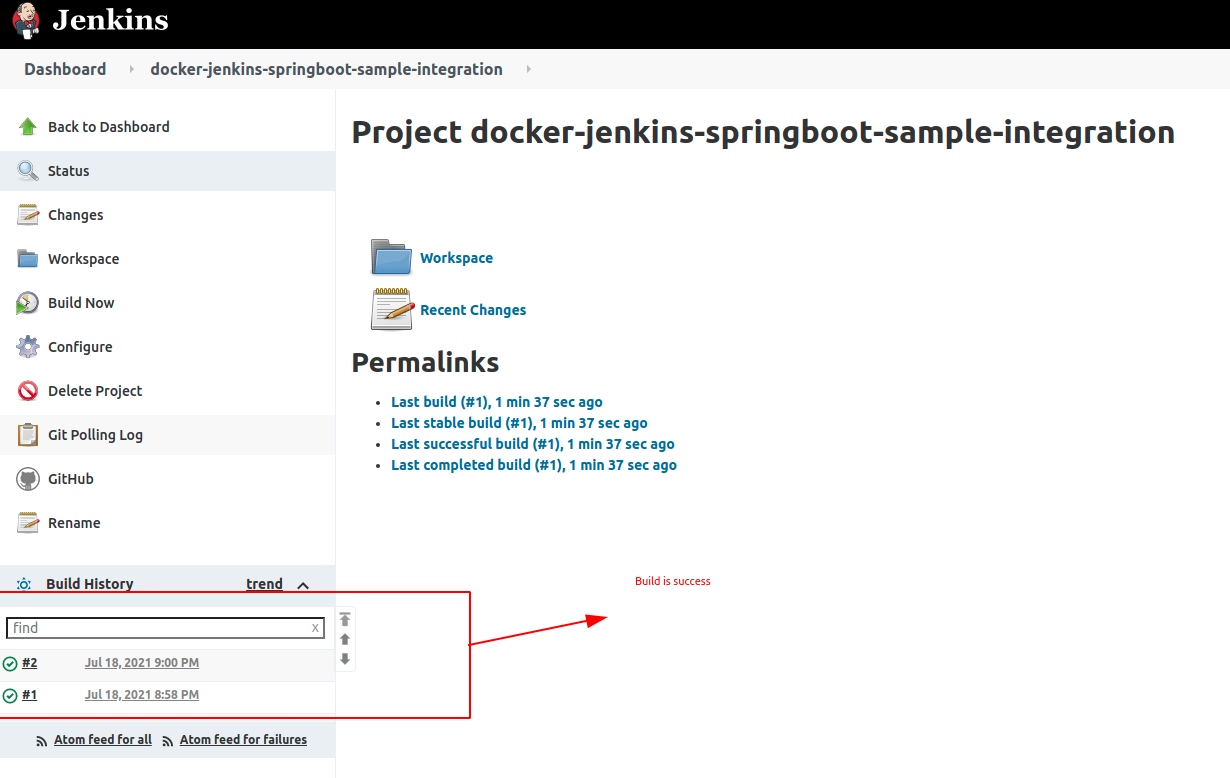 Jenkins
Dashboard docker-jenkins-springboot-sample-integration
Back to Dashboard
Status
Changes
Workspace
Build Now
Configure
Delete Project
Git Polling Log
GitHub
Rename
Build History trend
find x
#2 Jul 18, 2021 9:00 PM
#1 Jul 18, 2021 8:58 PM
Atom feed for all Atom feed for failures
Project docker-jenkins-springboot-sample-integration
Workspace
Recent Changes
Permalinks
Last build (#1), 1 min 37 sec ago
Last stable build (#1), 1 min 37 sec ago
Last successful build (#1), 1 min 37 sec ago
Last completed build (#1), 1 min 37 sec ago
Build is success